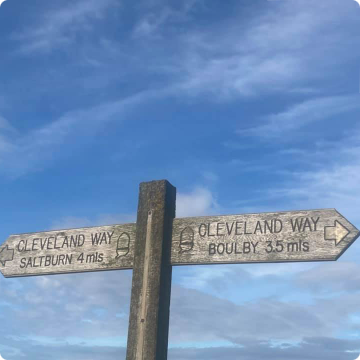 CLEVELAND WAY
SALTBURN 4 mls
CLEVELAND WAY
BOULBY 3.5 mls